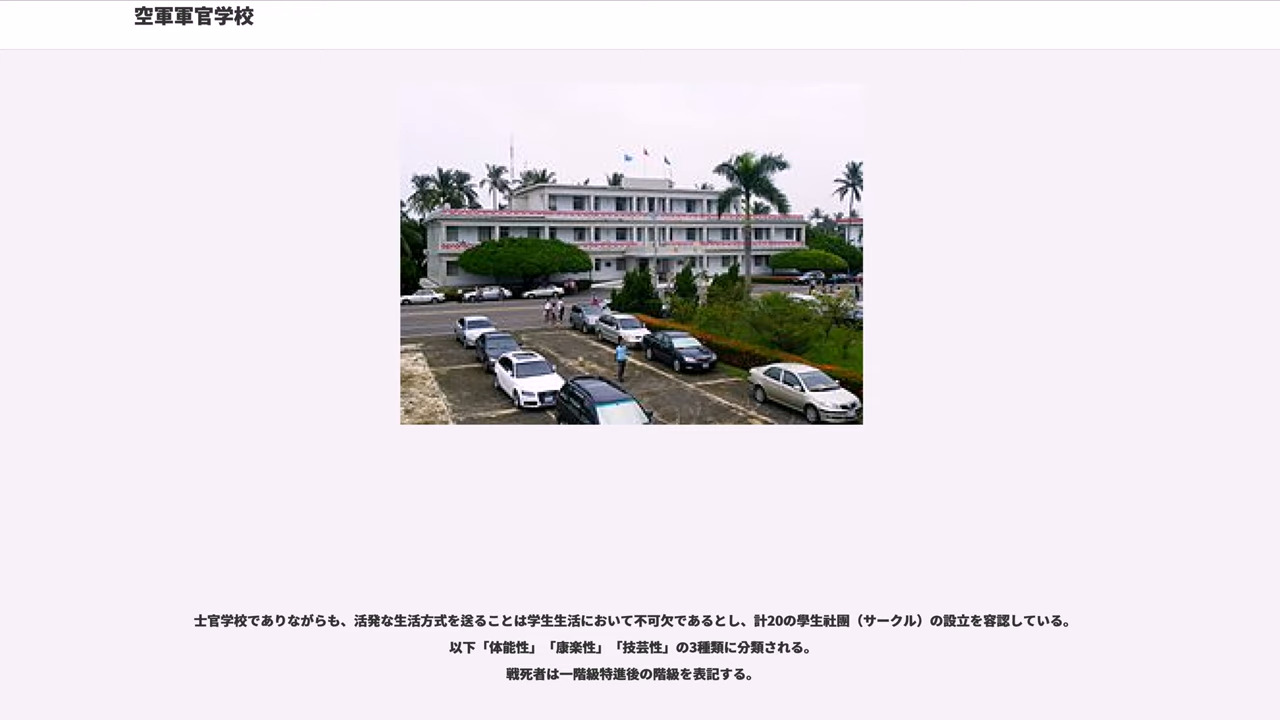 空軍軍官学校
士官学校でありながらも、活発な生活方式を送ることは学生生活において不可欠であるとし、計20の學生社團（サークル）の設立を容認している。
以下「体能性」「康楽性」「技芸性」の3種類に分類される。
戦死者は一階級特進後の階級を表記する。